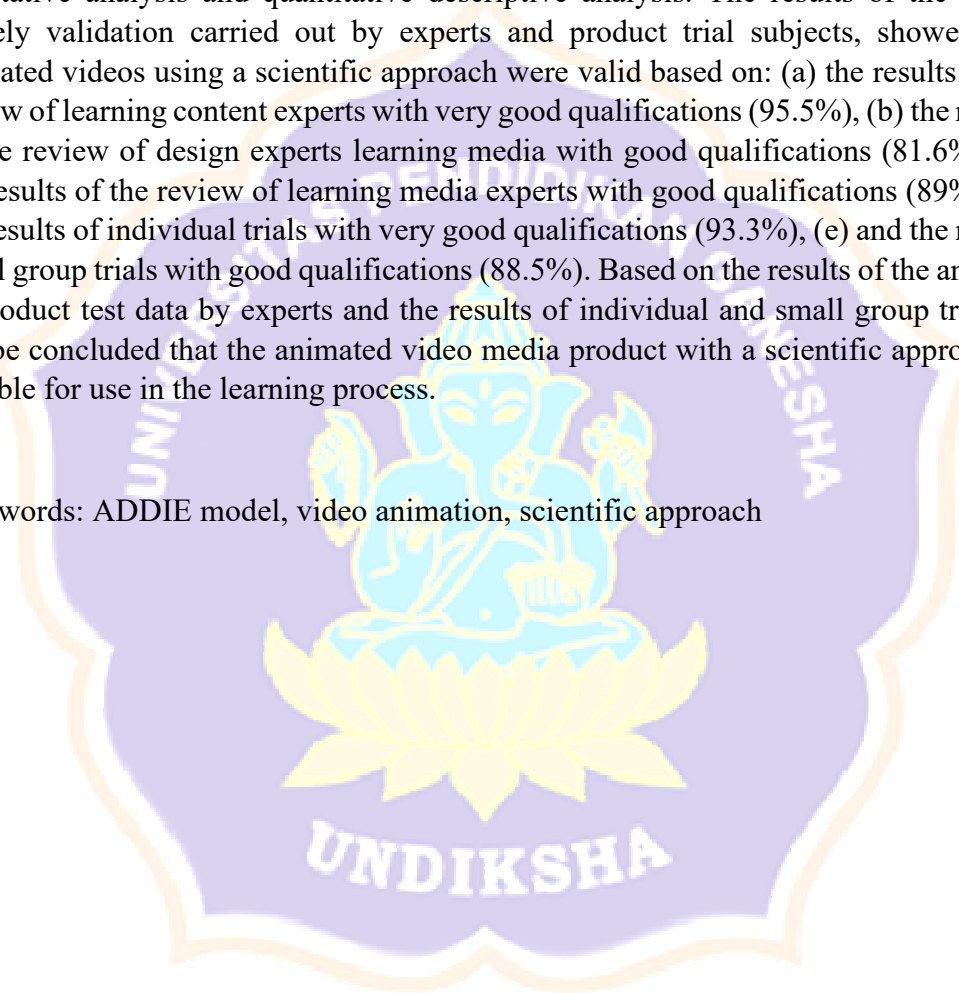 tative analysis and quantitative descriptive analysis. The results of the
ely validation carried out by experts and product trial subjects, showe
ated videos using a scientific approach were valid based on: (a) the results
w of learning content experts with very good qualifications (95.5%), (b) the r
e review of design experts learning media with good qualifications (81.6%
esults of the review of learning media experts with good qualifications (89%
esults of individual trials with very good qualifications (93.3%), (e) and the r
l group trials with good qualifications (88.5%). Based on the results of the an
oduct test data by experts and the results of individual and small group tr
be concluded that the animated video media product with a scientific appro
ble for use in the learning process.
words: ADDIE model, video animation, scientific approach
UNIVERSITAS PENDIDIKAN GANESHA
UNDIKSHA